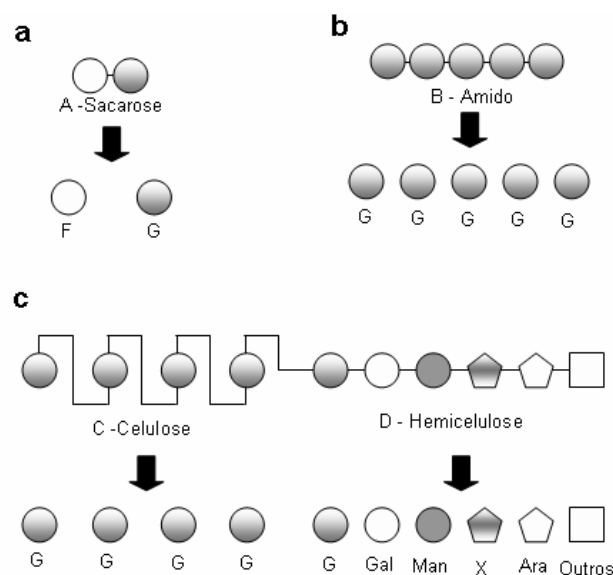 a
A -Sacarose
F G
b
B - Amido
G G G G G
c
C -Celulose
D - Hemicelulose
G G G G G Gal Man X Ara Outros